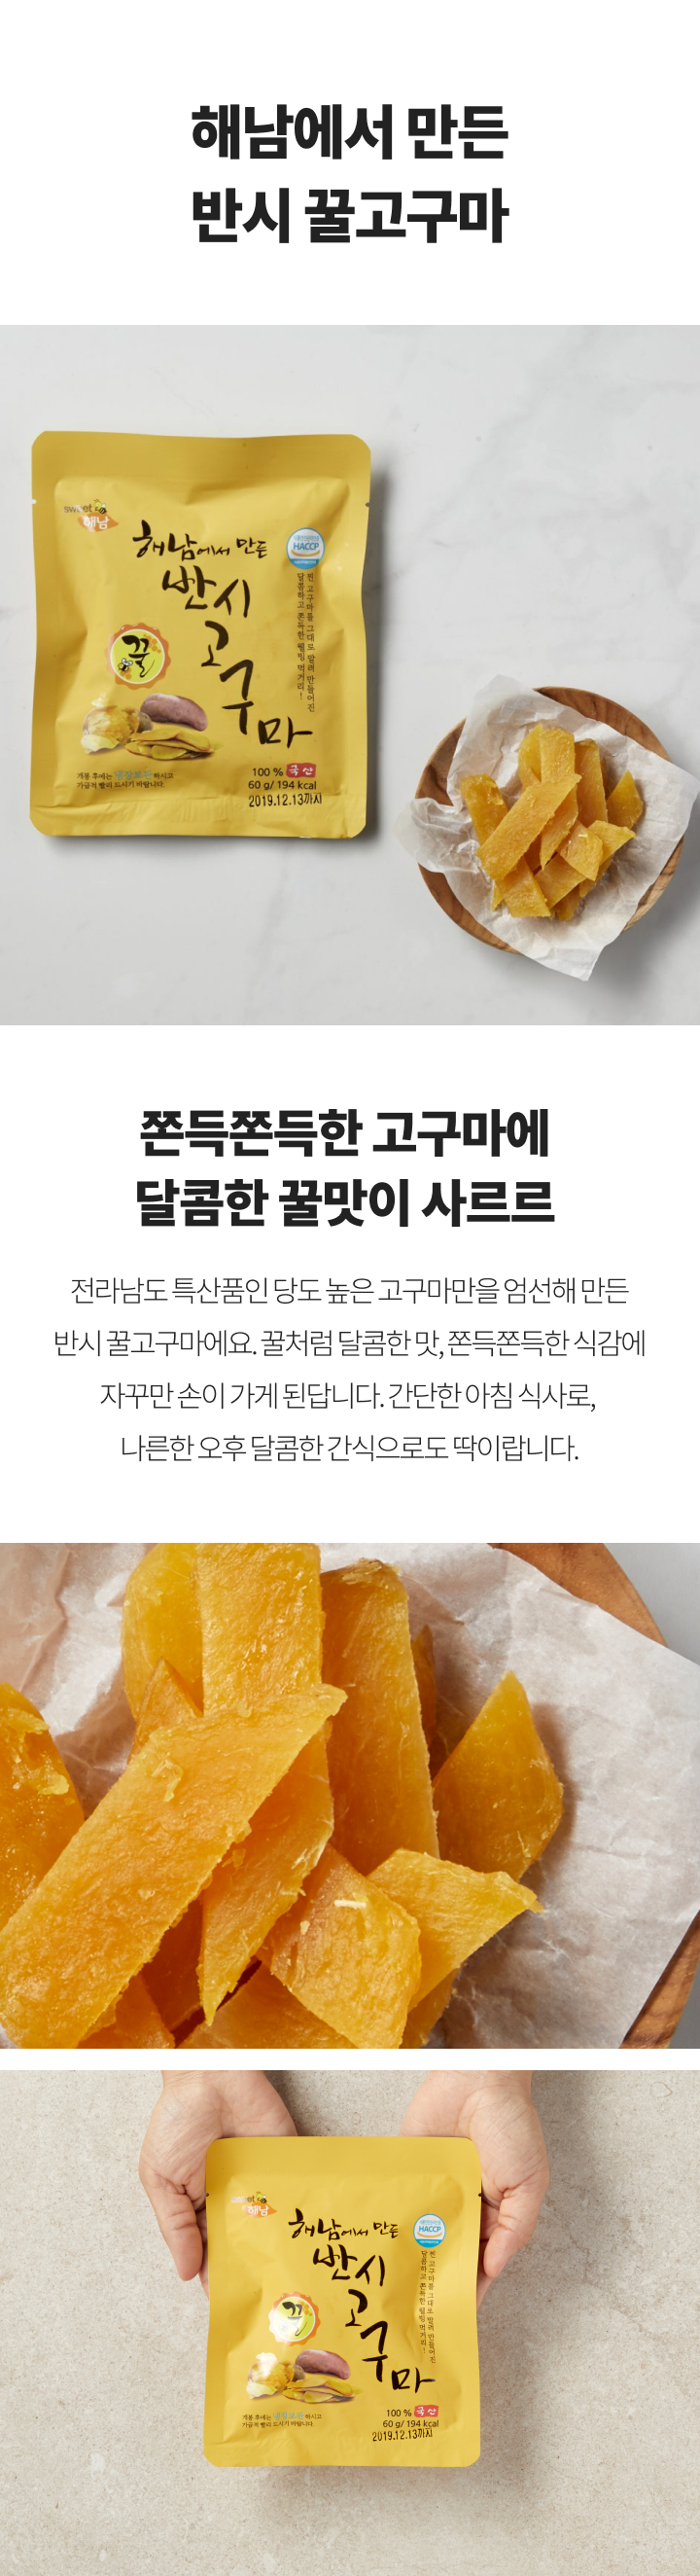 해남에서 만든
반시 꿀고구마
sweet
해남
해남에서 만든
반시
고
구
마
꿀
HACCP
찐 고구마를 그대로 말려 만들어진
달콤하고 쫀득한 웰빙 먹거리!
개봉 후에는 냉장보관 하시고
가급적 빨리 드시기 바랍니다.
100 % 국산
60 g/ 194 kcal
2019.12.13까지
쫀득쫀득한 고구마에
달콤한 꿀맛이 사르르
전라남도 특산품인 당도 높은 고구마만을 엄선해 만든
반시 꿀고구마에요. 꿀처럼 달콤한 맛, 쫀득쫀득한 식감에
자꾸만 손이 가게 된답니다. 간단한 아침 식사로,
나른한 오후 달콤한 간식으로도 딱이랍니다.
해남
해남에서 만든
반시
고
구
마
꿀
HACCP
찐 고구마를 그대로 말려 만들어진
달콤하고 쫀득한 웰빙 먹거리!
개봉 후에는 냉장보관 하시고
가급적 빨리 드시기 바랍니다.
100 % 국산
60 g/ 194 kcal
2019.12.13까지